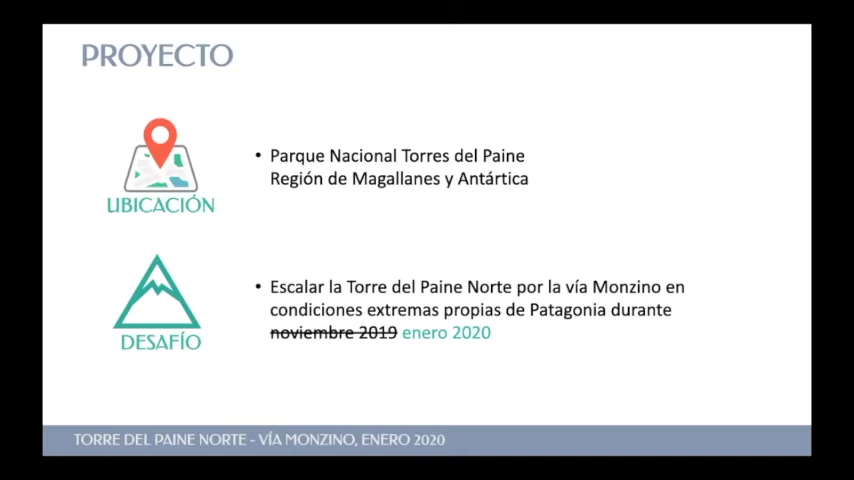 PROYECTO
UBICACIÓN
• Parque Nacional Torres del Paine
Región de Magallanes y Antártica
DESAFÍO
• Escalar la Torre del Paine Norte por la vía Monzino en
condiciones extremas propias de Patagonia durante
noviembre 2019 enero 2020
TORRE DEL PAINE NORTE - VÍA MONZINO, ENERO 2020